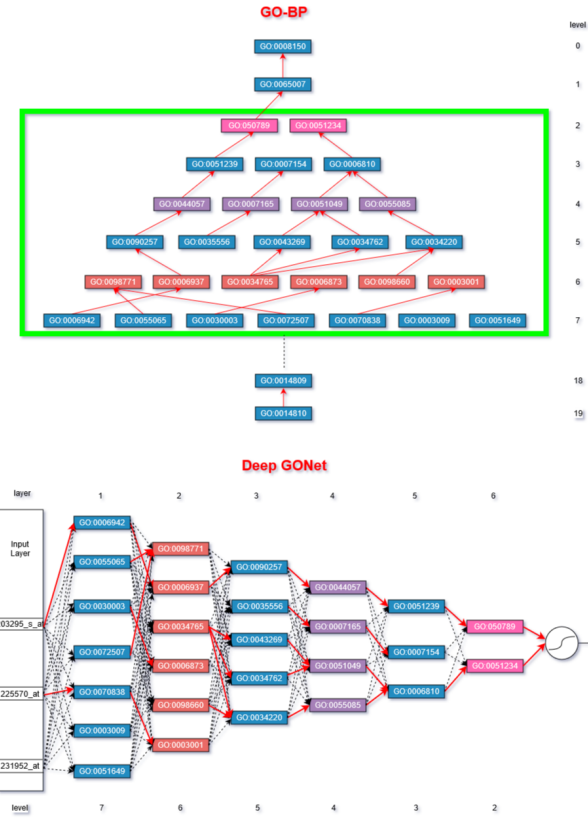 GO-BP
level
GO:0008150 0
GO:0065007 1
GO:050789 GO:0051234 2
GO:0051239 GO:0007154 GO:0006810 3
GO:0044057 GO:0007165 GO:0051049 GO:0055085 4
GO:0090257 GO:0035556 GO:0043269 GO:0034762 GO:0034220 5
GO:0098771 GO:0006937 GO:0034765 GO:0006873 GO:0098660 GO:0003001 6
GO:0006942 GO:0055065 GO:0030003 GO:0072507 GO:0070838 GO:0003009 GO:0051649 7
GO:0014809 18
GO:0014810 19
Deep GONet
layer 1 2 3 4 5 6
Input
Layer
03295_s_at
225570_at
231952_at
GO:0006942
GO:0055065
GO:0030003
GO:0072507
GO:0070838
GO:0003009
GO:0051649
GO:0098771
GO:0006937
GO:0034765
GO:0006873
GO:0098660
GO:0003001
GO:0090257
GO:0035556
GO:0043269
GO:0034762
GO:0034220
GO:0044057
GO:0007165
GO:0051049
GO:0055085
GO:0051239
GO:0007154
GO:0006810
GO:050789
GO:0051234
level 7 6 5 4 3 2